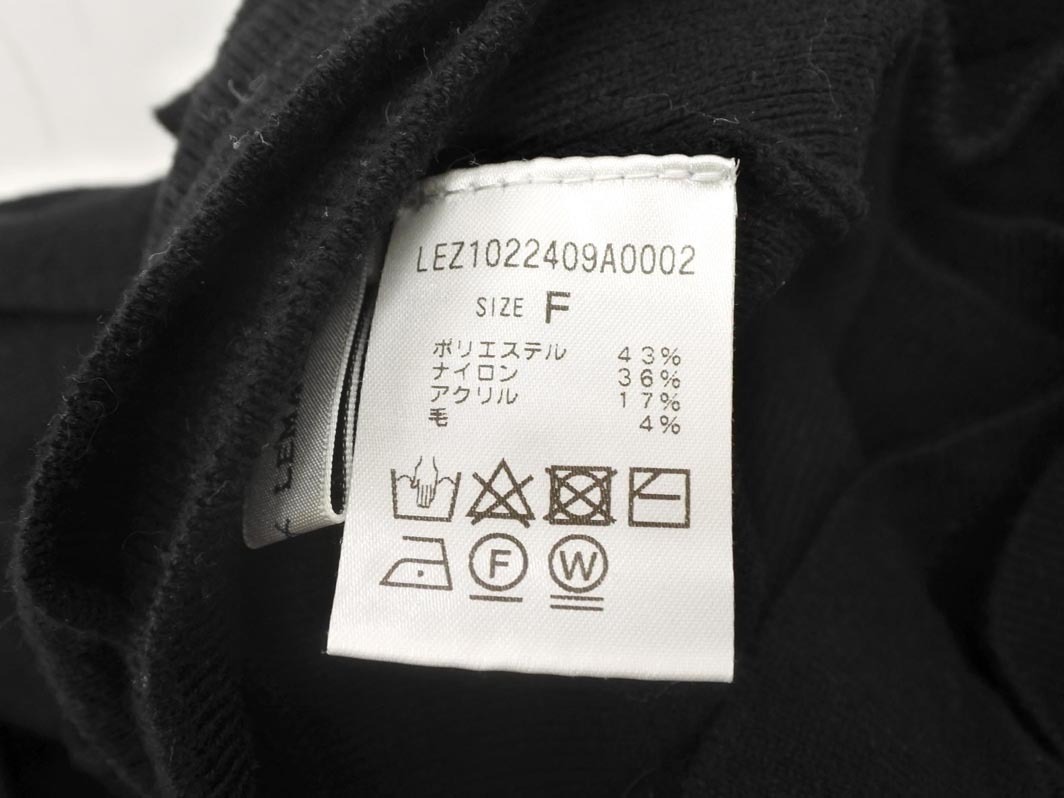 LEZ1022409A0002
SIZE F
ポリエステル 43%
ナイロン 36%
アクリル 17%
毛 4%
F W